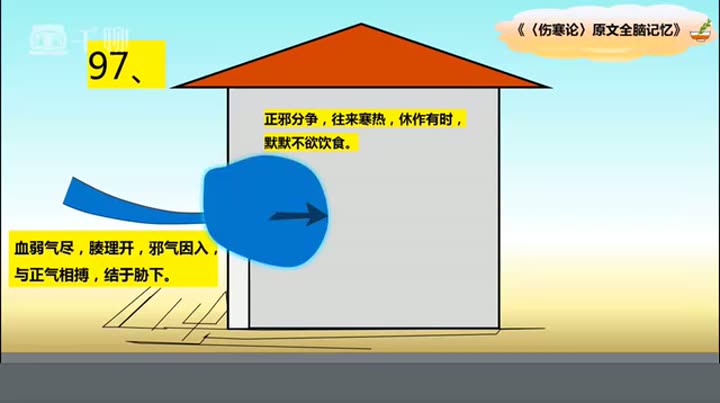 千聊
《〈伤寒论〉原文全脑记忆》
97、
正邪分争，往来寒热，休作有时，
默默不欲饮食。
血弱气尽，腠理开，邪气因入，
与正气相搏，结于胁下。